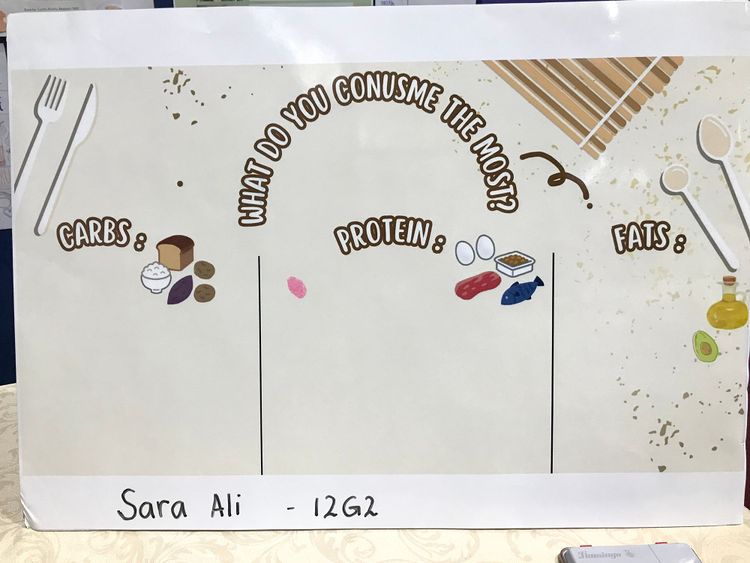 WHAT DO YOU CONUSME THE MOST?
CARBS:
PROTEIN:
FATS:
Sara Ali - 12G2